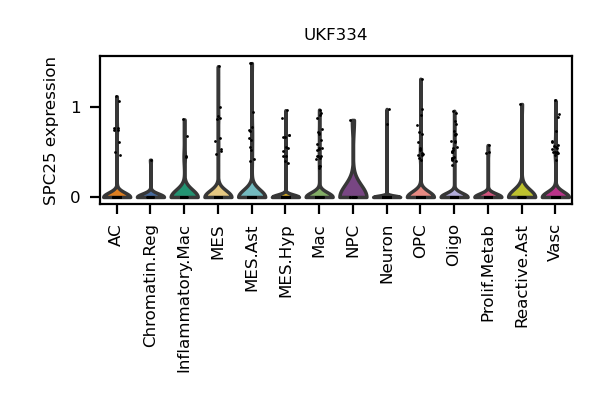 UKF334
SPC25 expression
1
0
AC
Chromatin.Reg
Inflammatory.Mac
MES
MES.Ast
MES.Hyp
Mac
NPC
Neuron
OPC
Oligo
Prolif.Metab
Reactive.Ast
Vasc